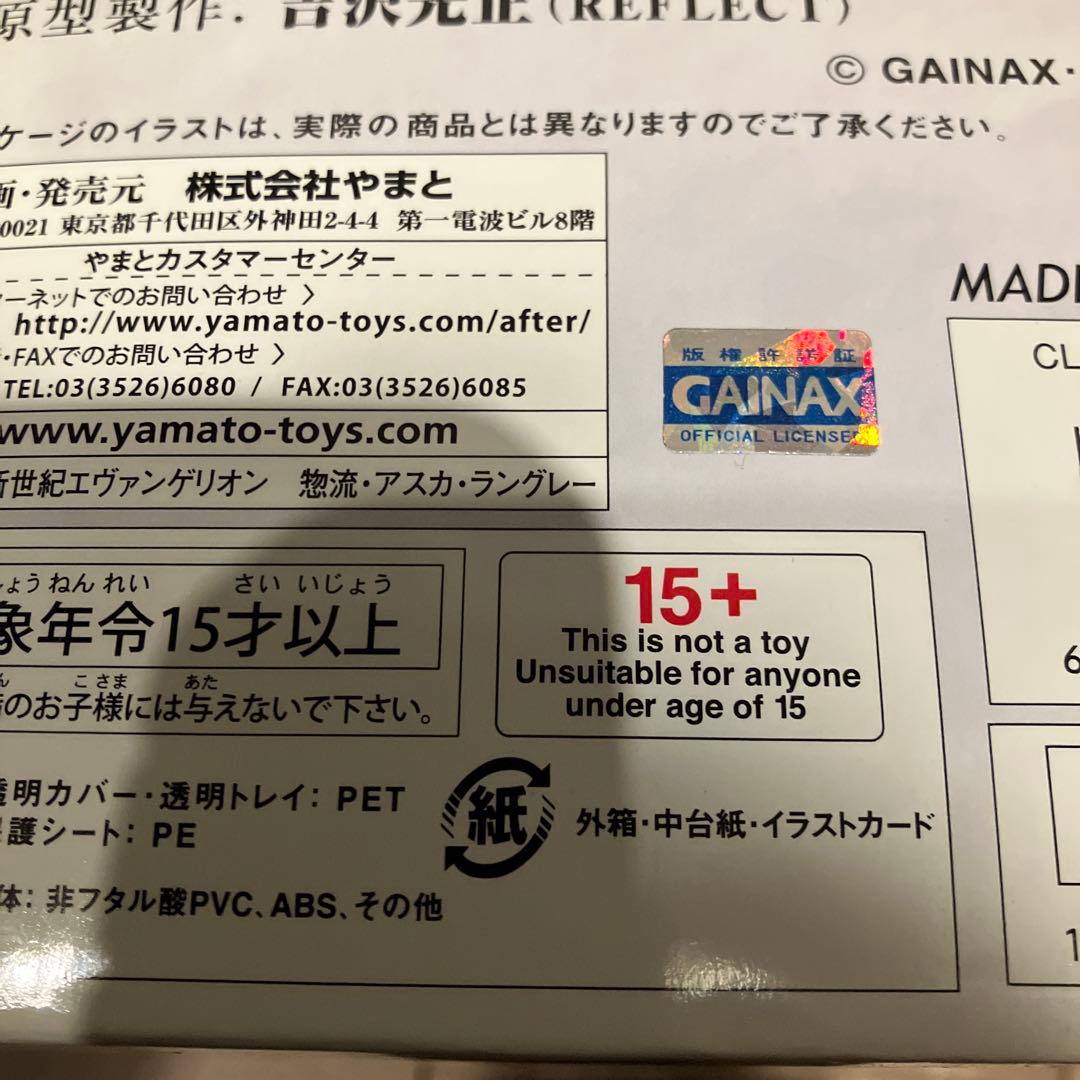 原型製作: 吉沢光正(REFLECT)
© GAINAX・
ケージのイラストは、実際の商品とは異なりますのでご了承ください。
画・発売元 株式会社やまと
0021 東京都千代田区外神田2-4-4 第一電波ビル8階
やまとカスタマーセンター
ーネットでのお問い合わせ 〉
http://www.yamato-toys.com/after/
・FAXでのお問い合わせ 〉
TEL:03(3526)6080 / FAX:03(3526)6085
www.yamato-toys.com
新世紀エヴァンゲリオン 惣流・アスカ・ラングレー
版権許諾証
GAINAX
OFFICIAL LICENSE
MAD
CL
6
しょう ねん れい さい いじょう
象年令15才以上
こさま あた
のお子様には与えないで下さい。
15+
This is not a toy
Unsuitable for anyone
under age of 15
透明カバー・透明トレイ: PET
護シート: PE
紙
外箱・中台紙・イラストカード
体: 非フタル酸PVC、ABS、その他
1